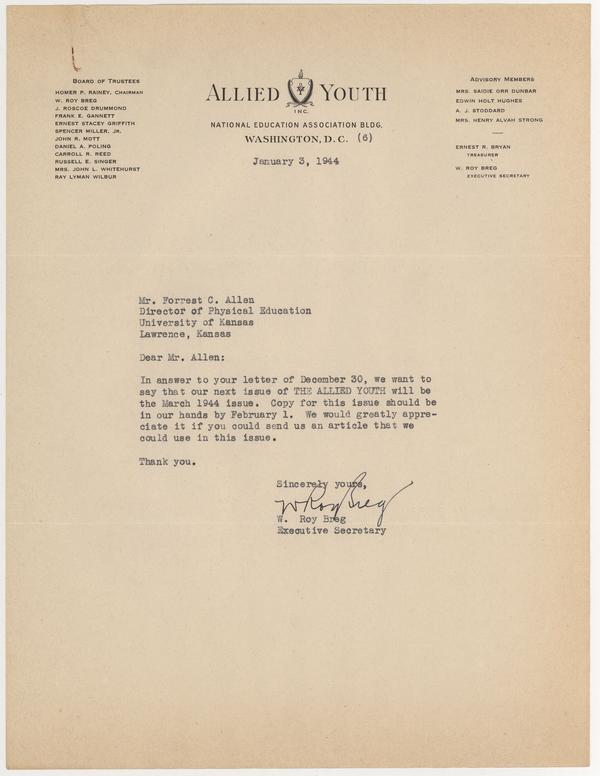 BOARD OF TRUSTEES
HOMER P. RAINEY, CHAIRMAN
W. ROY BREG
J. ROSCOE DRUMMOND
FRANK E. GANNETT
ERNEST STACEY GRIFFITH
SPENCER MILLER, JR.
JOHN R. MOTT
DANIEL A. POLING
CARROLL R. REED
RUSSELL E. SINGER
MRS. JOHN L. WHITEHURST
RAY LYMAN WILBUR
ALLIED YOUTH
INC.
NATIONAL EDUCATION ASSOCIATION BLDG.
WASHINGTON, D. C. (6)
January 3, 1944
ADVISORY MEMBERS
MRS. SAIDIE ORR DUNBAR
EDWIN HOLT HUGHES
A. J. STODDARD
MRS. HENRY ALVAH STRONG
ERNEST R. BRYAN
TREASURER
W. ROY BREG
EXECUTIVE SECRETARY
Mr. Forrest C. Allen
Director of Physical Education
University of Kansas
Lawrence, Kansas
Dear Mr. Allen:
In answer to your letter of December 30, we want to
say that our next issue of THE ALLIED YOUTH will be
the March 1944 issue. Copy for this issue should be
in our hands by February 1. We would greatly appre-
ciate it if you could send us an article that we
could use in this issue.
Thank you.
Sincerely yours,
W Roy Breg
W. Roy Breg
Executive Secretary